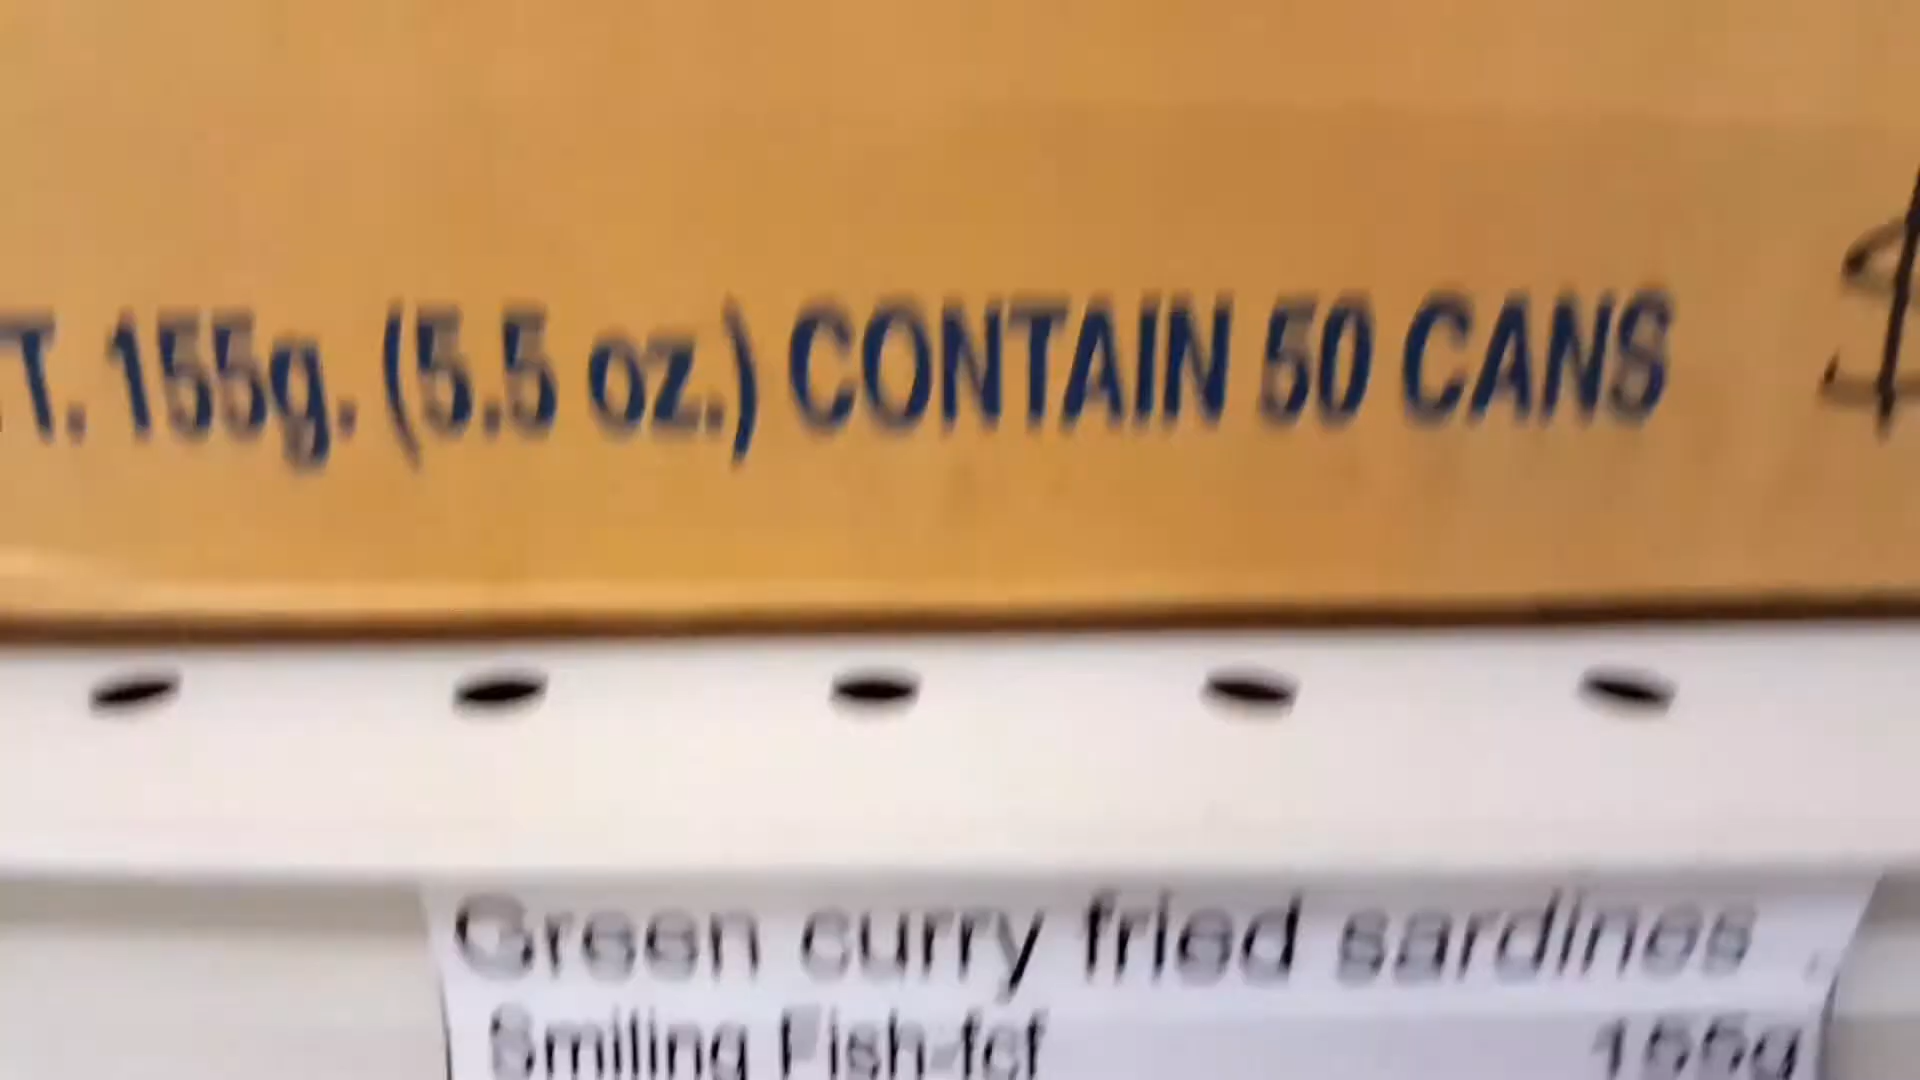 T. 155g. (5.5 oz.) CONTAIN 50 CANS $
Green curry fried sardines
Smiling Fish-fcf 155g